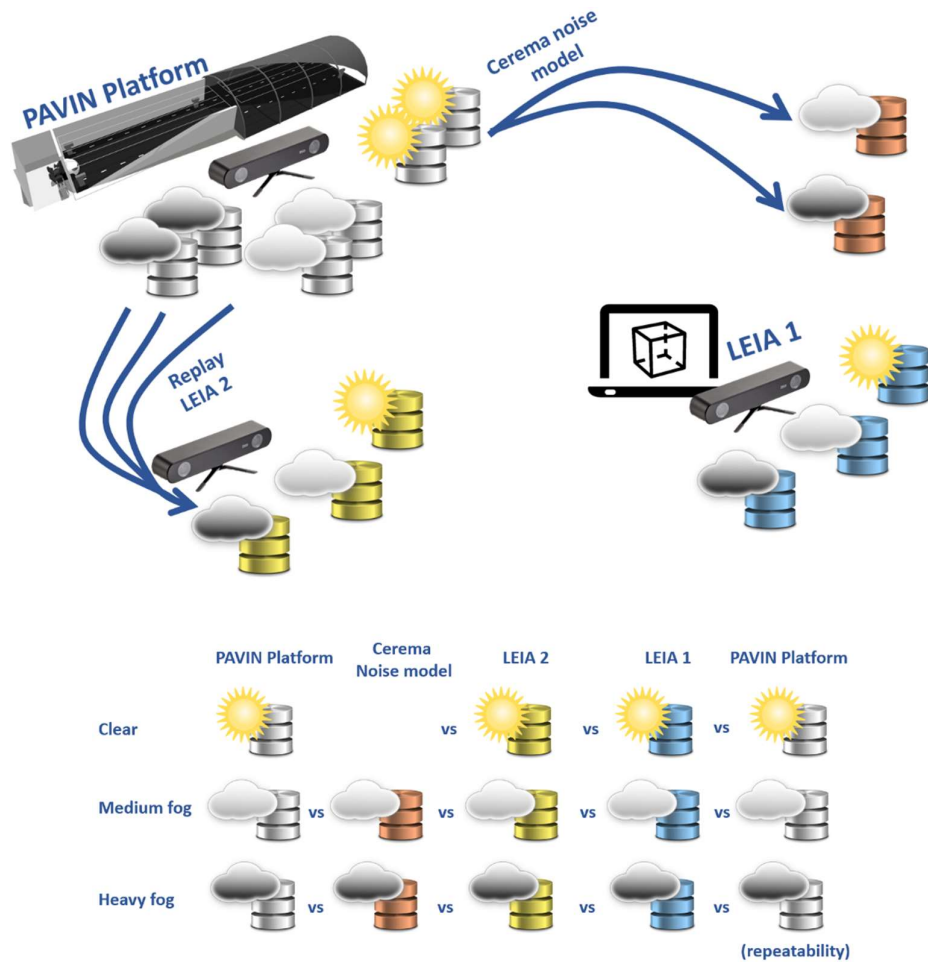 PAVIN Platform
Cerema noise
model
Replay
LEIA 2
LEIA 1
PAVIN Platform
Cerema
Noise model
LEIA 2
LEIA 1
PAVIN Platform
Clear
vs
vs
vs
Medium fog
vs
vs
vs
vs
Heavy fog
vs
vs
vs
vs
(repeatability)